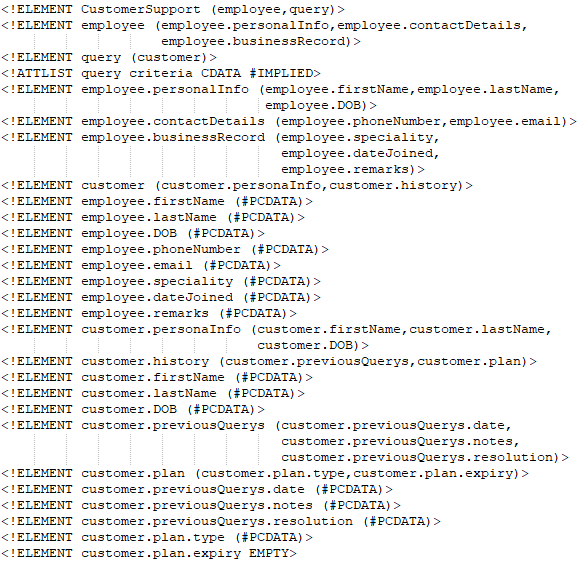 <!ELEMENT CustomerSupport (employee,query)>
<!ELEMENT employee (employee.personalInfo,employee.contactDetails,
employee.businessRecord)>
<!ELEMENT query (customer)>
<!ATTLIST query criteria CDATA #IMPLIED>
<!ELEMENT employee.personalInfo (employee.firstName,employee.lastName,
employee.DOB)>
<!ELEMENT employee.contactDetails (employee.phoneNumber,employee.email)>
<!ELEMENT employee.businessRecord (employee.speciality,
employee.dateJoined,
employee.remarks)>
<!ELEMENT customer (customer.personaInfo,customer.history)>
<!ELEMENT employee.firstName (#PCDATA)>
<!ELEMENT employee.lastName (#PCDATA)>
<!ELEMENT employee.DOB (#PCDATA)>
<!ELEMENT employee.phoneNumber (#PCDATA)>
<!ELEMENT employee.email (#PCDATA)>
<!ELEMENT employee.speciality (#PCDATA)>
<!ELEMENT employee.dateJoined (#PCDATA)>
<!ELEMENT employee.remarks (#PCDATA)>
<!ELEMENT customer.personaInfo (customer.firstName,customer.lastName,
customer.DOB)>
<!ELEMENT customer.history (customer.previousQuerys,customer.plan)>
<!ELEMENT customer.firstName (#PCDATA)>
<!ELEMENT customer.lastName (#PCDATA)>
<!ELEMENT customer.DOB (#PCDATA)>
<!ELEMENT customer.previousQuerys (customer.previousQuerys.date,
customer.previousQuerys.notes,
customer.previousQuerys.resolution)>
<!ELEMENT customer.plan (customer.plan.type,customer.plan.expiry)>
<!ELEMENT customer.previousQuerys.date (#PCDATA)>
<!ELEMENT customer.previousQuerys.notes (#PCDATA)>
<!ELEMENT customer.previousQuerys.resolution (#PCDATA)>
<!ELEMENT customer.plan.type (#PCDATA)>
<!ELEMENT customer.plan.expiry EMPTY>